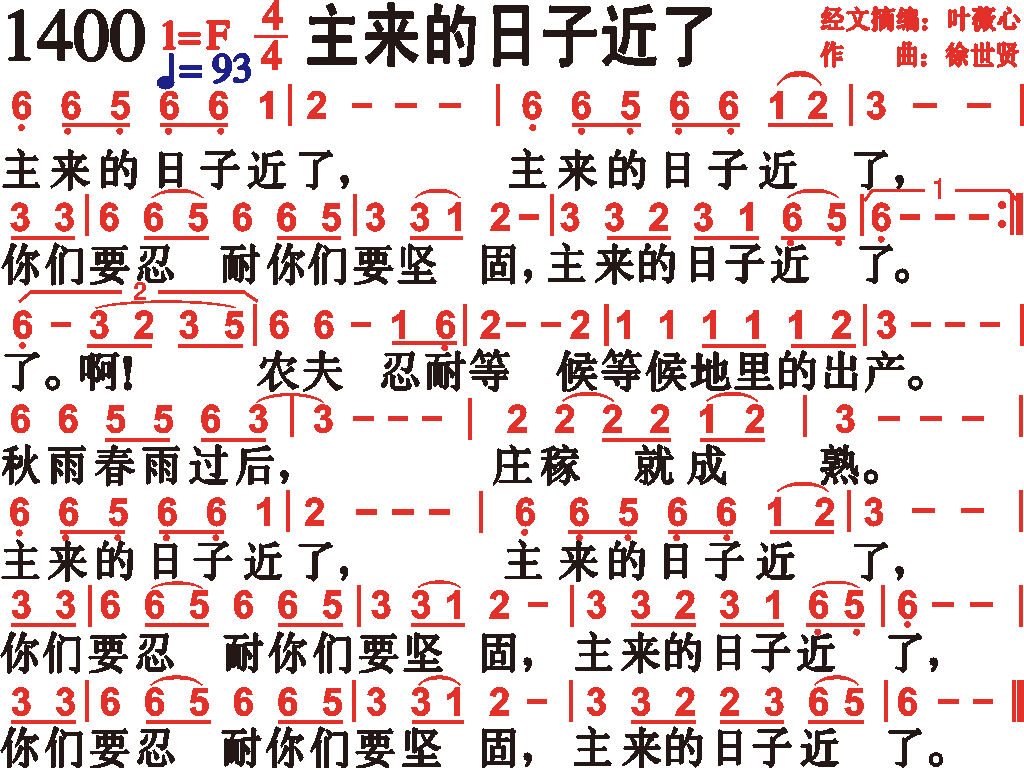 1400 1=F 4/4 主来的日子近了 经文摘编：叶薇心
♩= 93 作 曲：徐世贤
6 6 5 6 6 1 | 2 – – – | 6 6 5 6 6 1 2 | 3 – – |
主来的日子近了， 主来的日子近 了，
3 3 | 6 6 5 6 6 5 | 3 3 1 2 – | 3 3 2 3 1 6 5 | 1 6 – – – :|
你们要忍 耐你们要坚 固，主来的日子近 了。
2
6 – 3 2 3 5 | 6 6 – 1 6 | 2 – – 2 | 1 1 1 1 1 1 2 | 3 – – – |
了。啊！ 农夫 忍耐等 候等候地里的出产。
6 6 5 5 6 3 | 3 – – – | 2 2 2 2 1 2 | 3 – – – |
秋雨春雨过后， 庄稼 就成 熟。
6 6 5 6 6 1 | 2 – – – | 6 6 5 6 6 1 2 | 3 – – |
主来的日子近了， 主来的日子近 了，
3 3 | 6 6 5 6 6 5 | 3 3 1 2 – | 3 3 2 3 1 6 5 | 6 – – |
你们要忍 耐你们要坚 固， 主来的日子近 了，
3 3 | 6 6 5 6 6 5 | 3 3 1 2 – | 3 3 2 2 3 6 5 | 6 – – ‖
你们要忍 耐你们要坚 固， 主来的日子近 了。